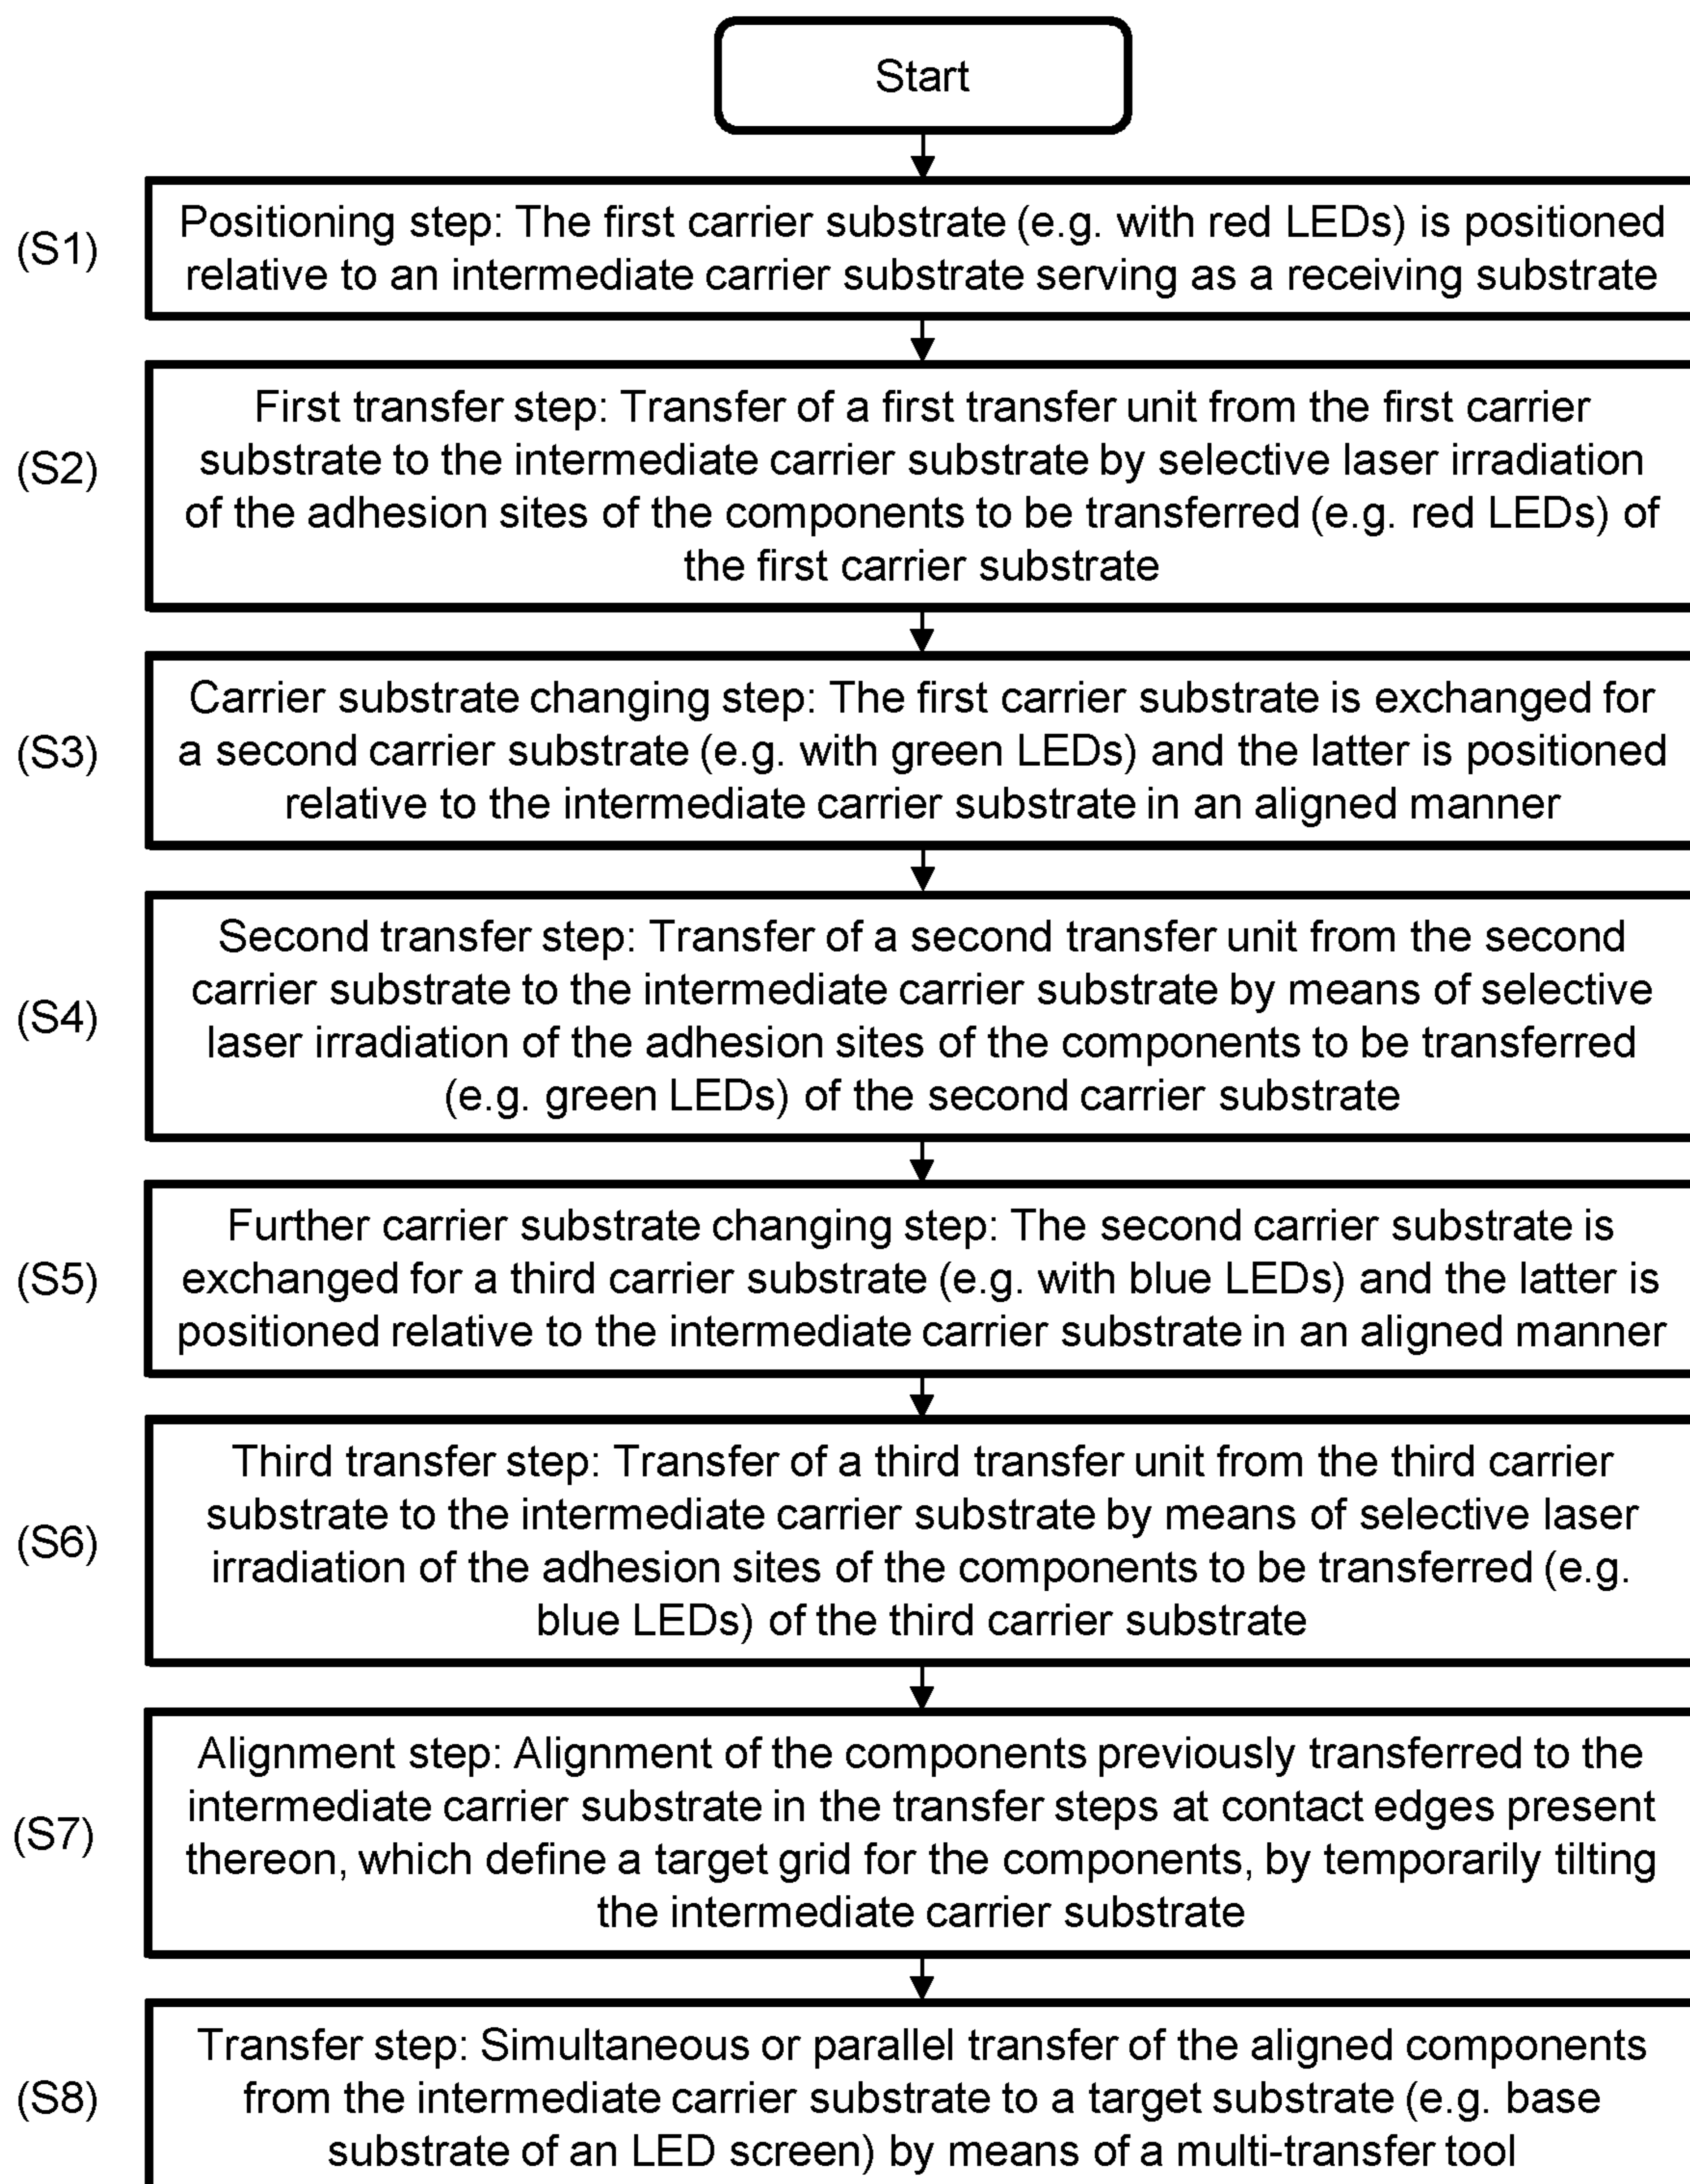 Start
(S1)
Positioning step: The first carrier substrate (e.g. with red LEDs) is positioned
relative to an intermediate carrier substrate serving as a receiving substrate
(S2)
First transfer step: Transfer of a first transfer unit from the first carrier
substrate to the intermediate carrier substrate by selective laser irradiation
of the adhesion sites of the components to be transferred (e.g. red LEDs) of
the first carrier substrate
(S3)
Carrier substrate changing step: The first carrier substrate is exchanged for
a second carrier substrate (e.g. with green LEDs) and the latter is positioned
relative to the intermediate carrier substrate in an aligned manner
(S4)
Second transfer step: Transfer of a second transfer unit from the second
carrier substrate to the intermediate carrier substrate by means of selective
laser irradiation of the adhesion sites of the components to be transferred
(e.g. green LEDs) of the second carrier substrate
(S5)
Further carrier substrate changing step: The second carrier substrate is
exchanged for a third carrier substrate (e.g. with blue LEDs) and the latter is
positioned relative to the intermediate carrier substrate in an aligned manner
(S6)
Third transfer step: Transfer of a third transfer unit from the third carrier
substrate to the intermediate carrier substrate by means of selective laser
irradiation of the adhesion sites of the components to be transferred (e.g.
blue LEDs) of the third carrier substrate
(S7)
Alignment step: Alignment of the components previously transferred to the
intermediate carrier substrate in the transfer steps at contact edges present
thereon, which define a target grid for the components, by temporarily tilting
the intermediate carrier substrate
(S8)
Transfer step: Simultaneous or parallel transfer of the aligned components
from the intermediate carrier substrate to a target substrate (e.g. base
substrate of an LED screen) by means of a multi-transfer tool